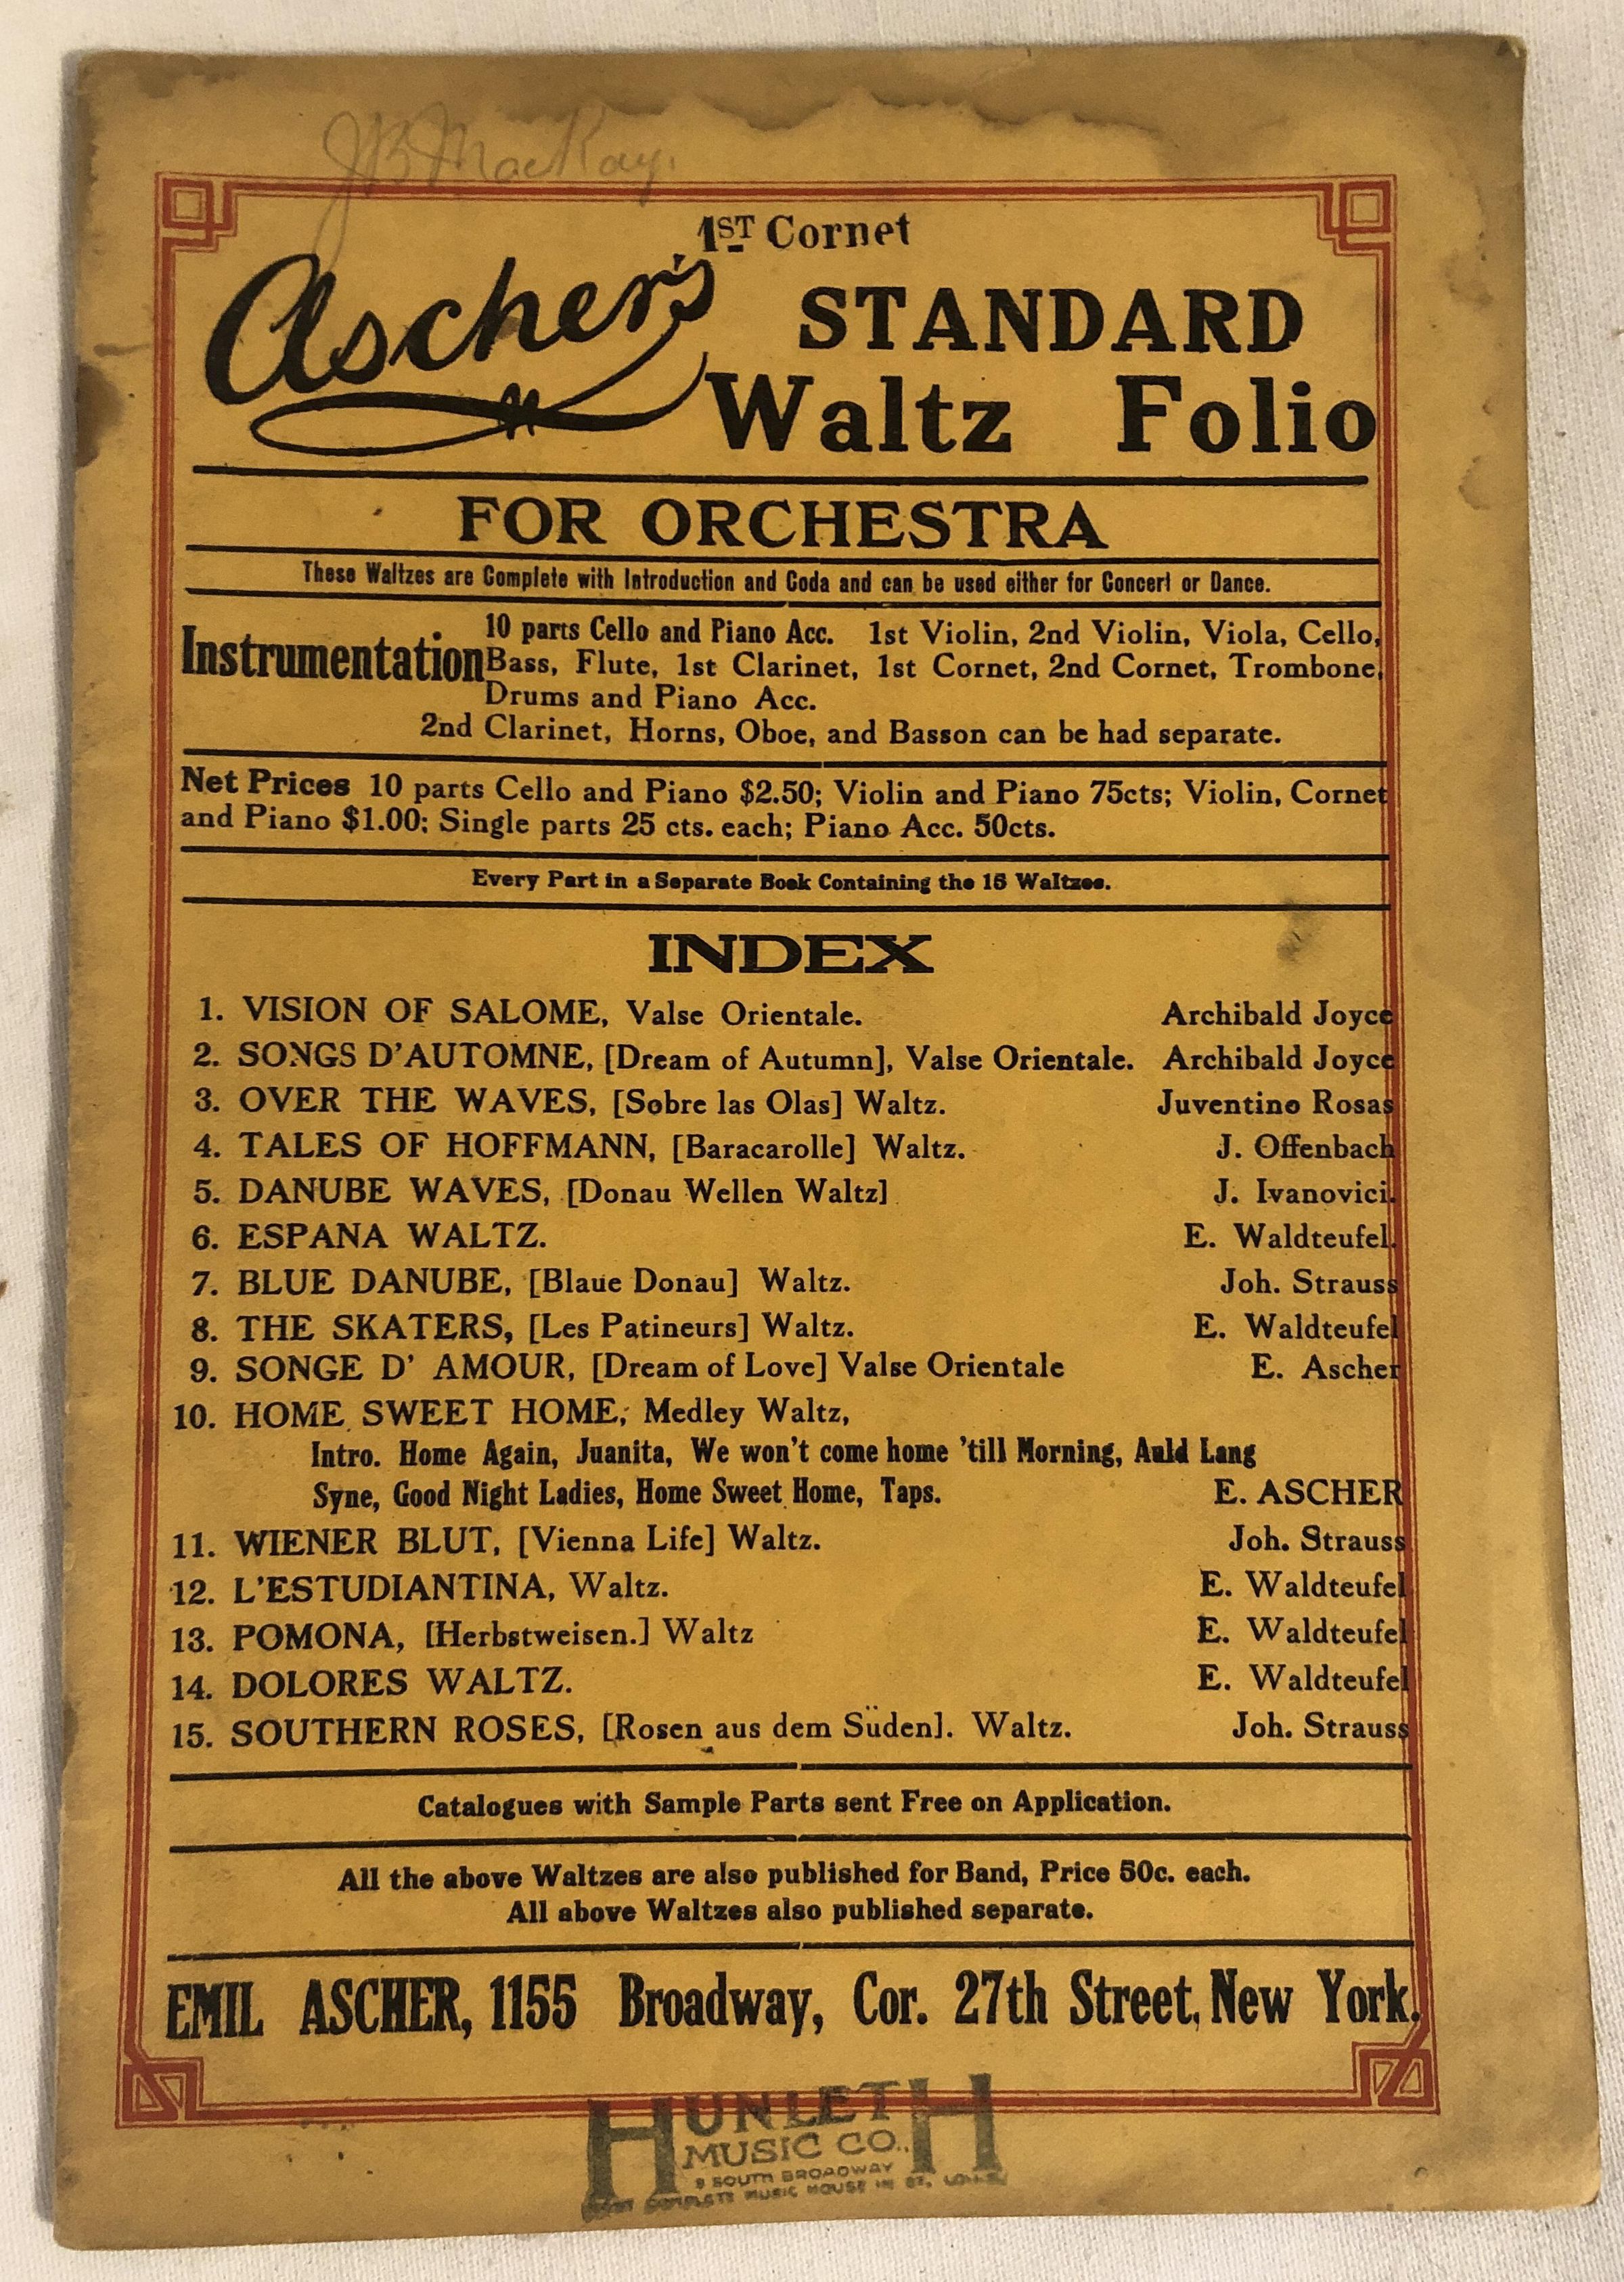 JB MacKay.
1ST Cornet
Ascher's STANDARD
Waltz Folio
FOR ORCHESTRA
These Waltzes are Complete with Introduction and Coda and can be used either for Concert or Dance.
Instrumentation 10 parts Cello and Piano Acc. 1st Violin, 2nd Violin, Viola, Cello,
Bass, Flute, 1st Clarinet, 1st Cornet, 2nd Cornet, Trombone,
Drums and Piano Acc.
2nd Clarinet, Horns, Oboe, and Basson can be had separate.
Net Prices 10 parts Cello and Piano $2.50; Violin and Piano 75cts; Violin, Cornet
and Piano $1.00; Single parts 25 cts. each; Piano Acc. 50cts.
Every Part in a Separate Book Containing the 15 Waltzes.
INDEX
1. VISION OF SALOME, Valse Orientale. Archibald Joyce
2. SONGS D'AUTOMNE, [Dream of Autumn], Valse Orientale. Archibald Joyce
3. OVER THE WAVES, [Sobre las Olas] Waltz. Juventino Rosas
4. TALES OF HOFFMANN, [Baracarolle] Waltz. J. Offenbach
5. DANUBE WAVES, [Donau Wellen Waltz] J. Ivanovici.
6. ESPANA WALTZ. E. Waldteufel.
7. BLUE DANUBE, [Blaue Donau] Waltz. Joh. Strauss
8. THE SKATERS, [Les Patineurs] Waltz. E. Waldteufel
9. SONGE D' AMOUR, [Dream of Love] Valse Orientale E. Ascher
10. HOME SWEET HOME, Medley Waltz,
Intro. Home Again, Juanita, We won't come home 'till Morning, Auld Lang
Syne, Good Night Ladies, Home Sweet Home, Taps. E. ASCHER
11. WIENER BLUT, [Vienna Life] Waltz. Joh. Strauss
12. L'ESTUDIANTINA, Waltz. E. Waldteufel
13. POMONA, [Herbstweisen.] Waltz E. Waldteufel
14. DOLORES WALTZ. E. Waldteufel
15. SOUTHERN ROSES, [Rosen aus dem Süden]. Waltz. Joh. Strauss
Catalogues with Sample Parts sent Free on Application.
All the above Waltzes are also published for Band, Price 50c. each.
All above Waltzes also published separate.
EMIL ASCHER, 1155 Broadway, Cor. 27th Street, New York.
HUNLETH
MUSIC CO.,
9 SOUTH BROADWAY
COMPLETE MUSIC HOUSE IN ST. LOUIS